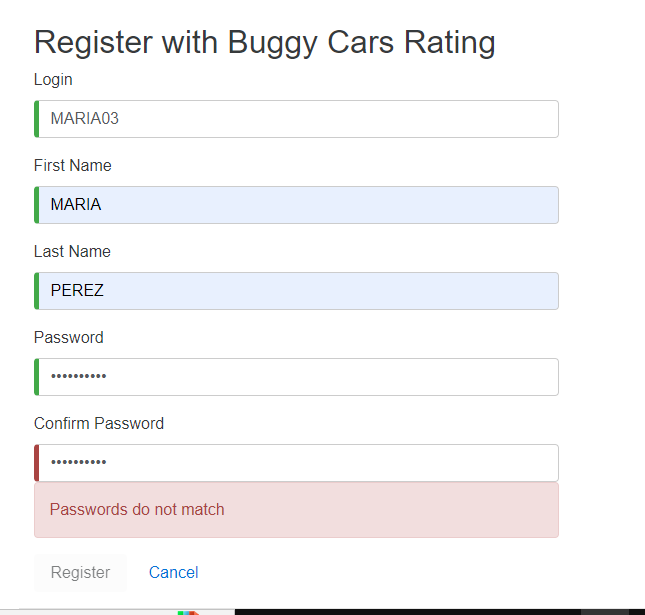 Register with Buggy Cars Rating
Login
MARIA03
First Name
MARIA
Last Name
PEREZ
Password
••••••••••
Confirm Password
••••••••••
Passwords do not match
Register Cancel